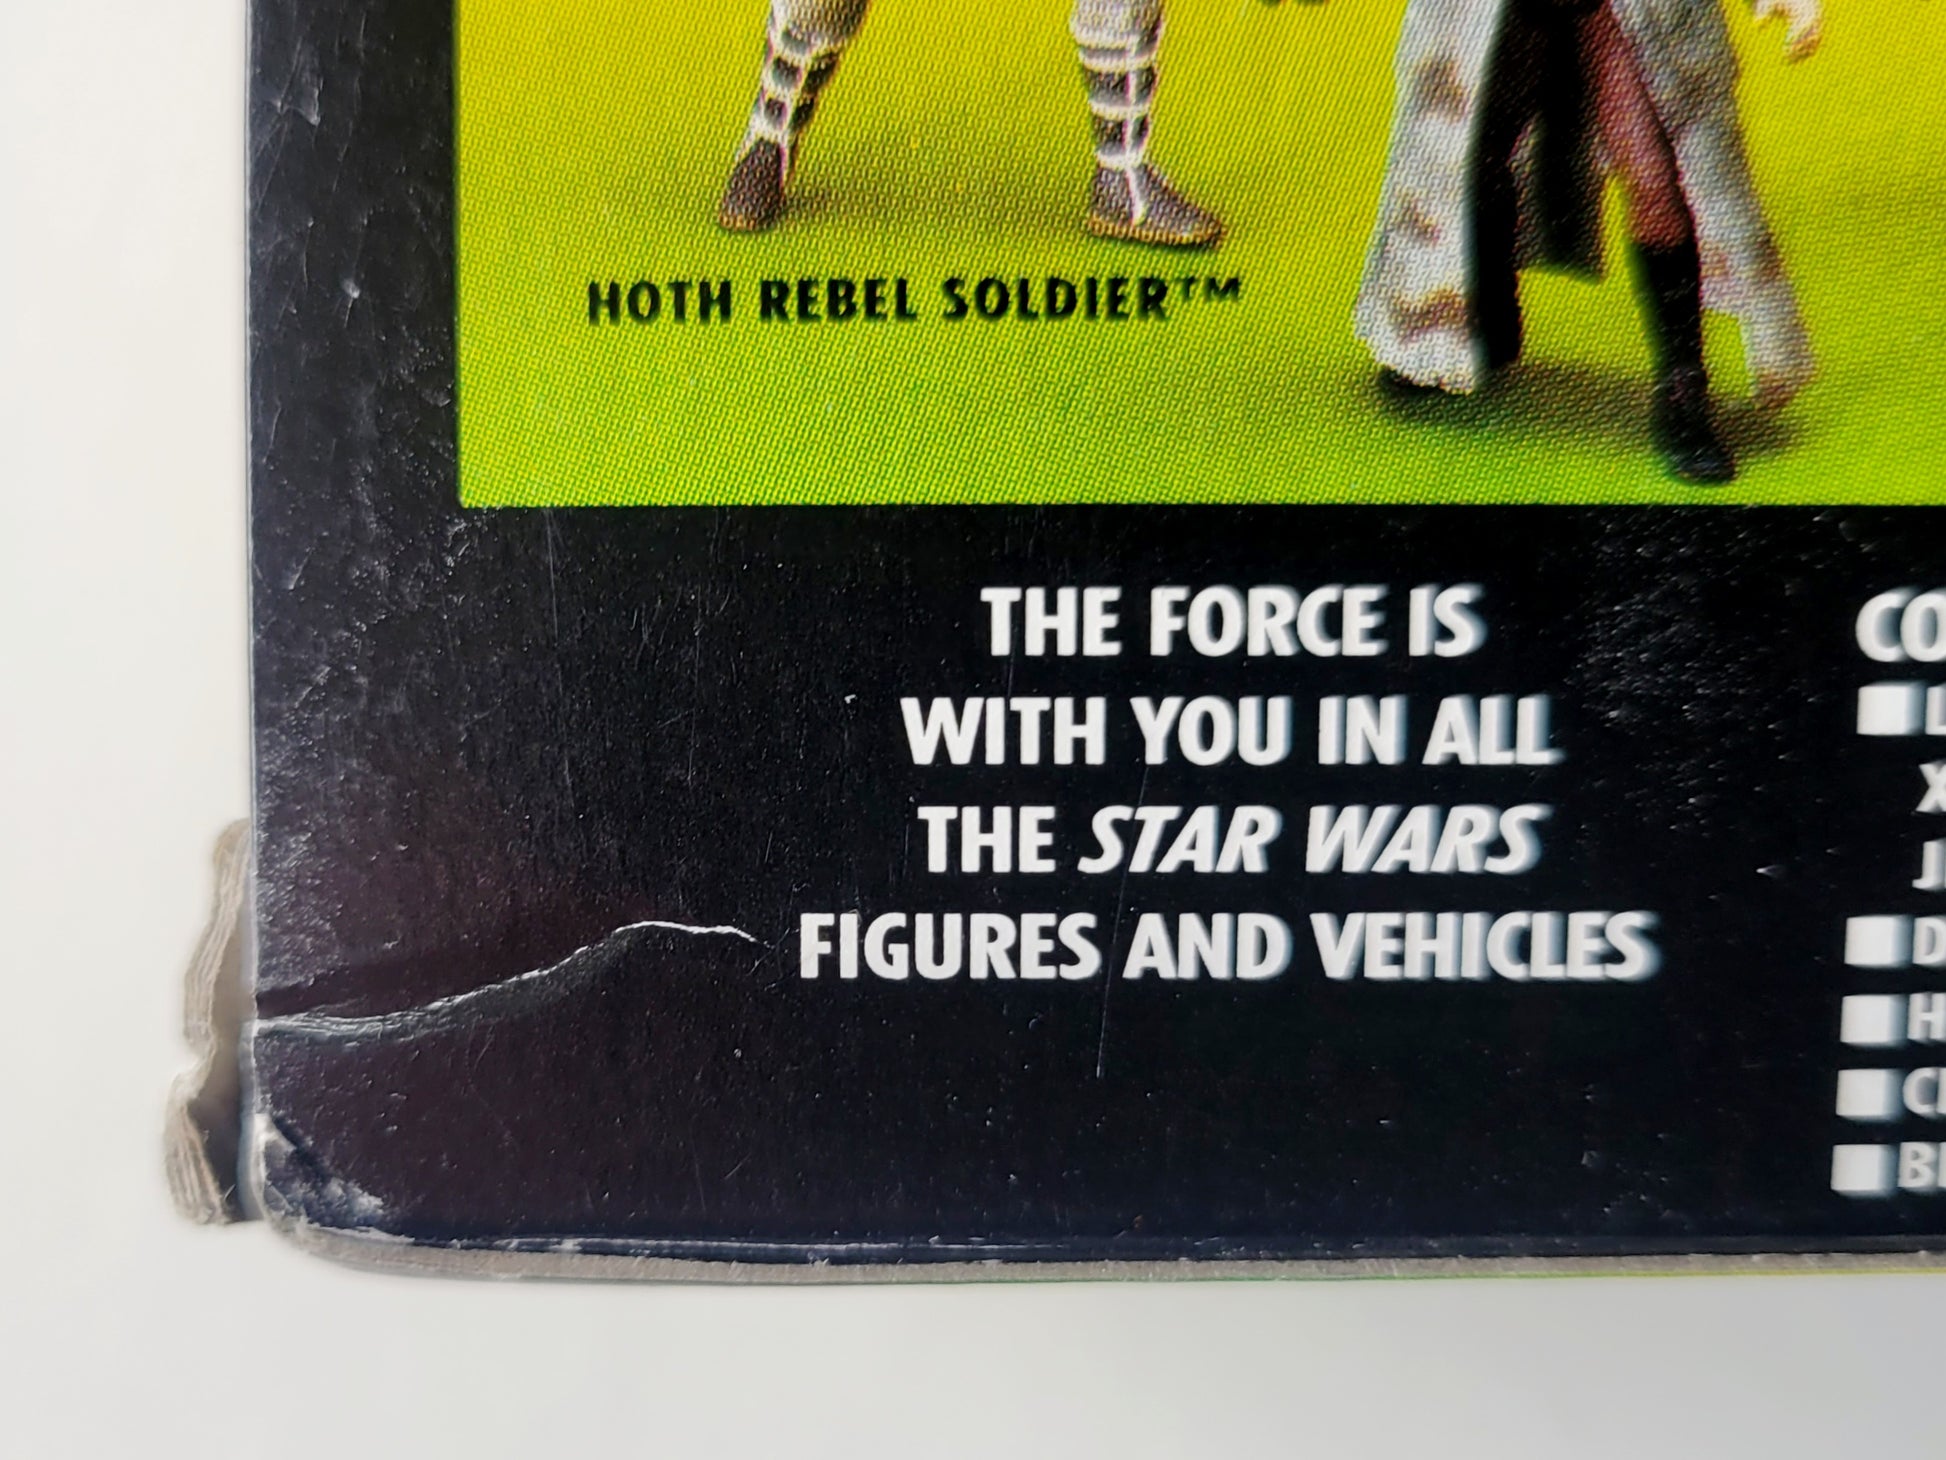 HOTH REBEL SOLDIER™
THE FORCE IS
WITH YOU IN ALL
THE STAR WARS
FIGURES AND VEHICLES